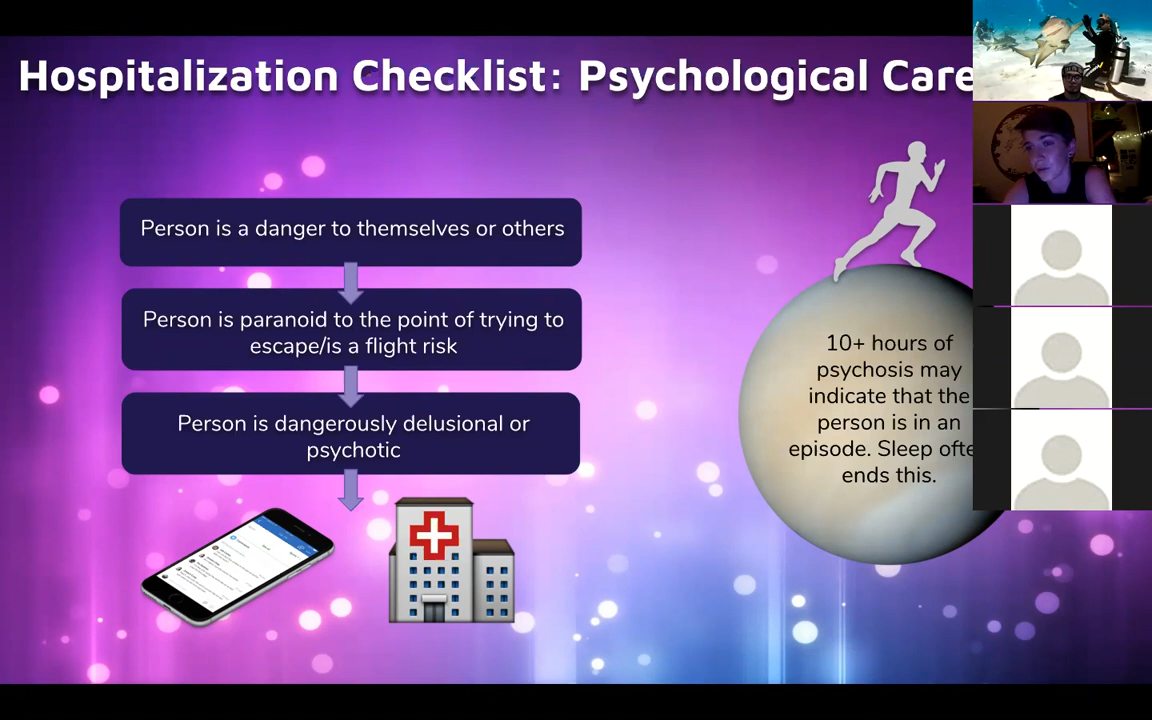 Hospitalization Checklist: Psychological Care
Person is a danger to themselves or others
Person is paranoid to the point of trying to
escape/is a flight risk
Person is dangerously delusional or
psychotic
10+ hours of
psychosis may
indicate that the
person is in an
episode. Sleep ofte
ends this.